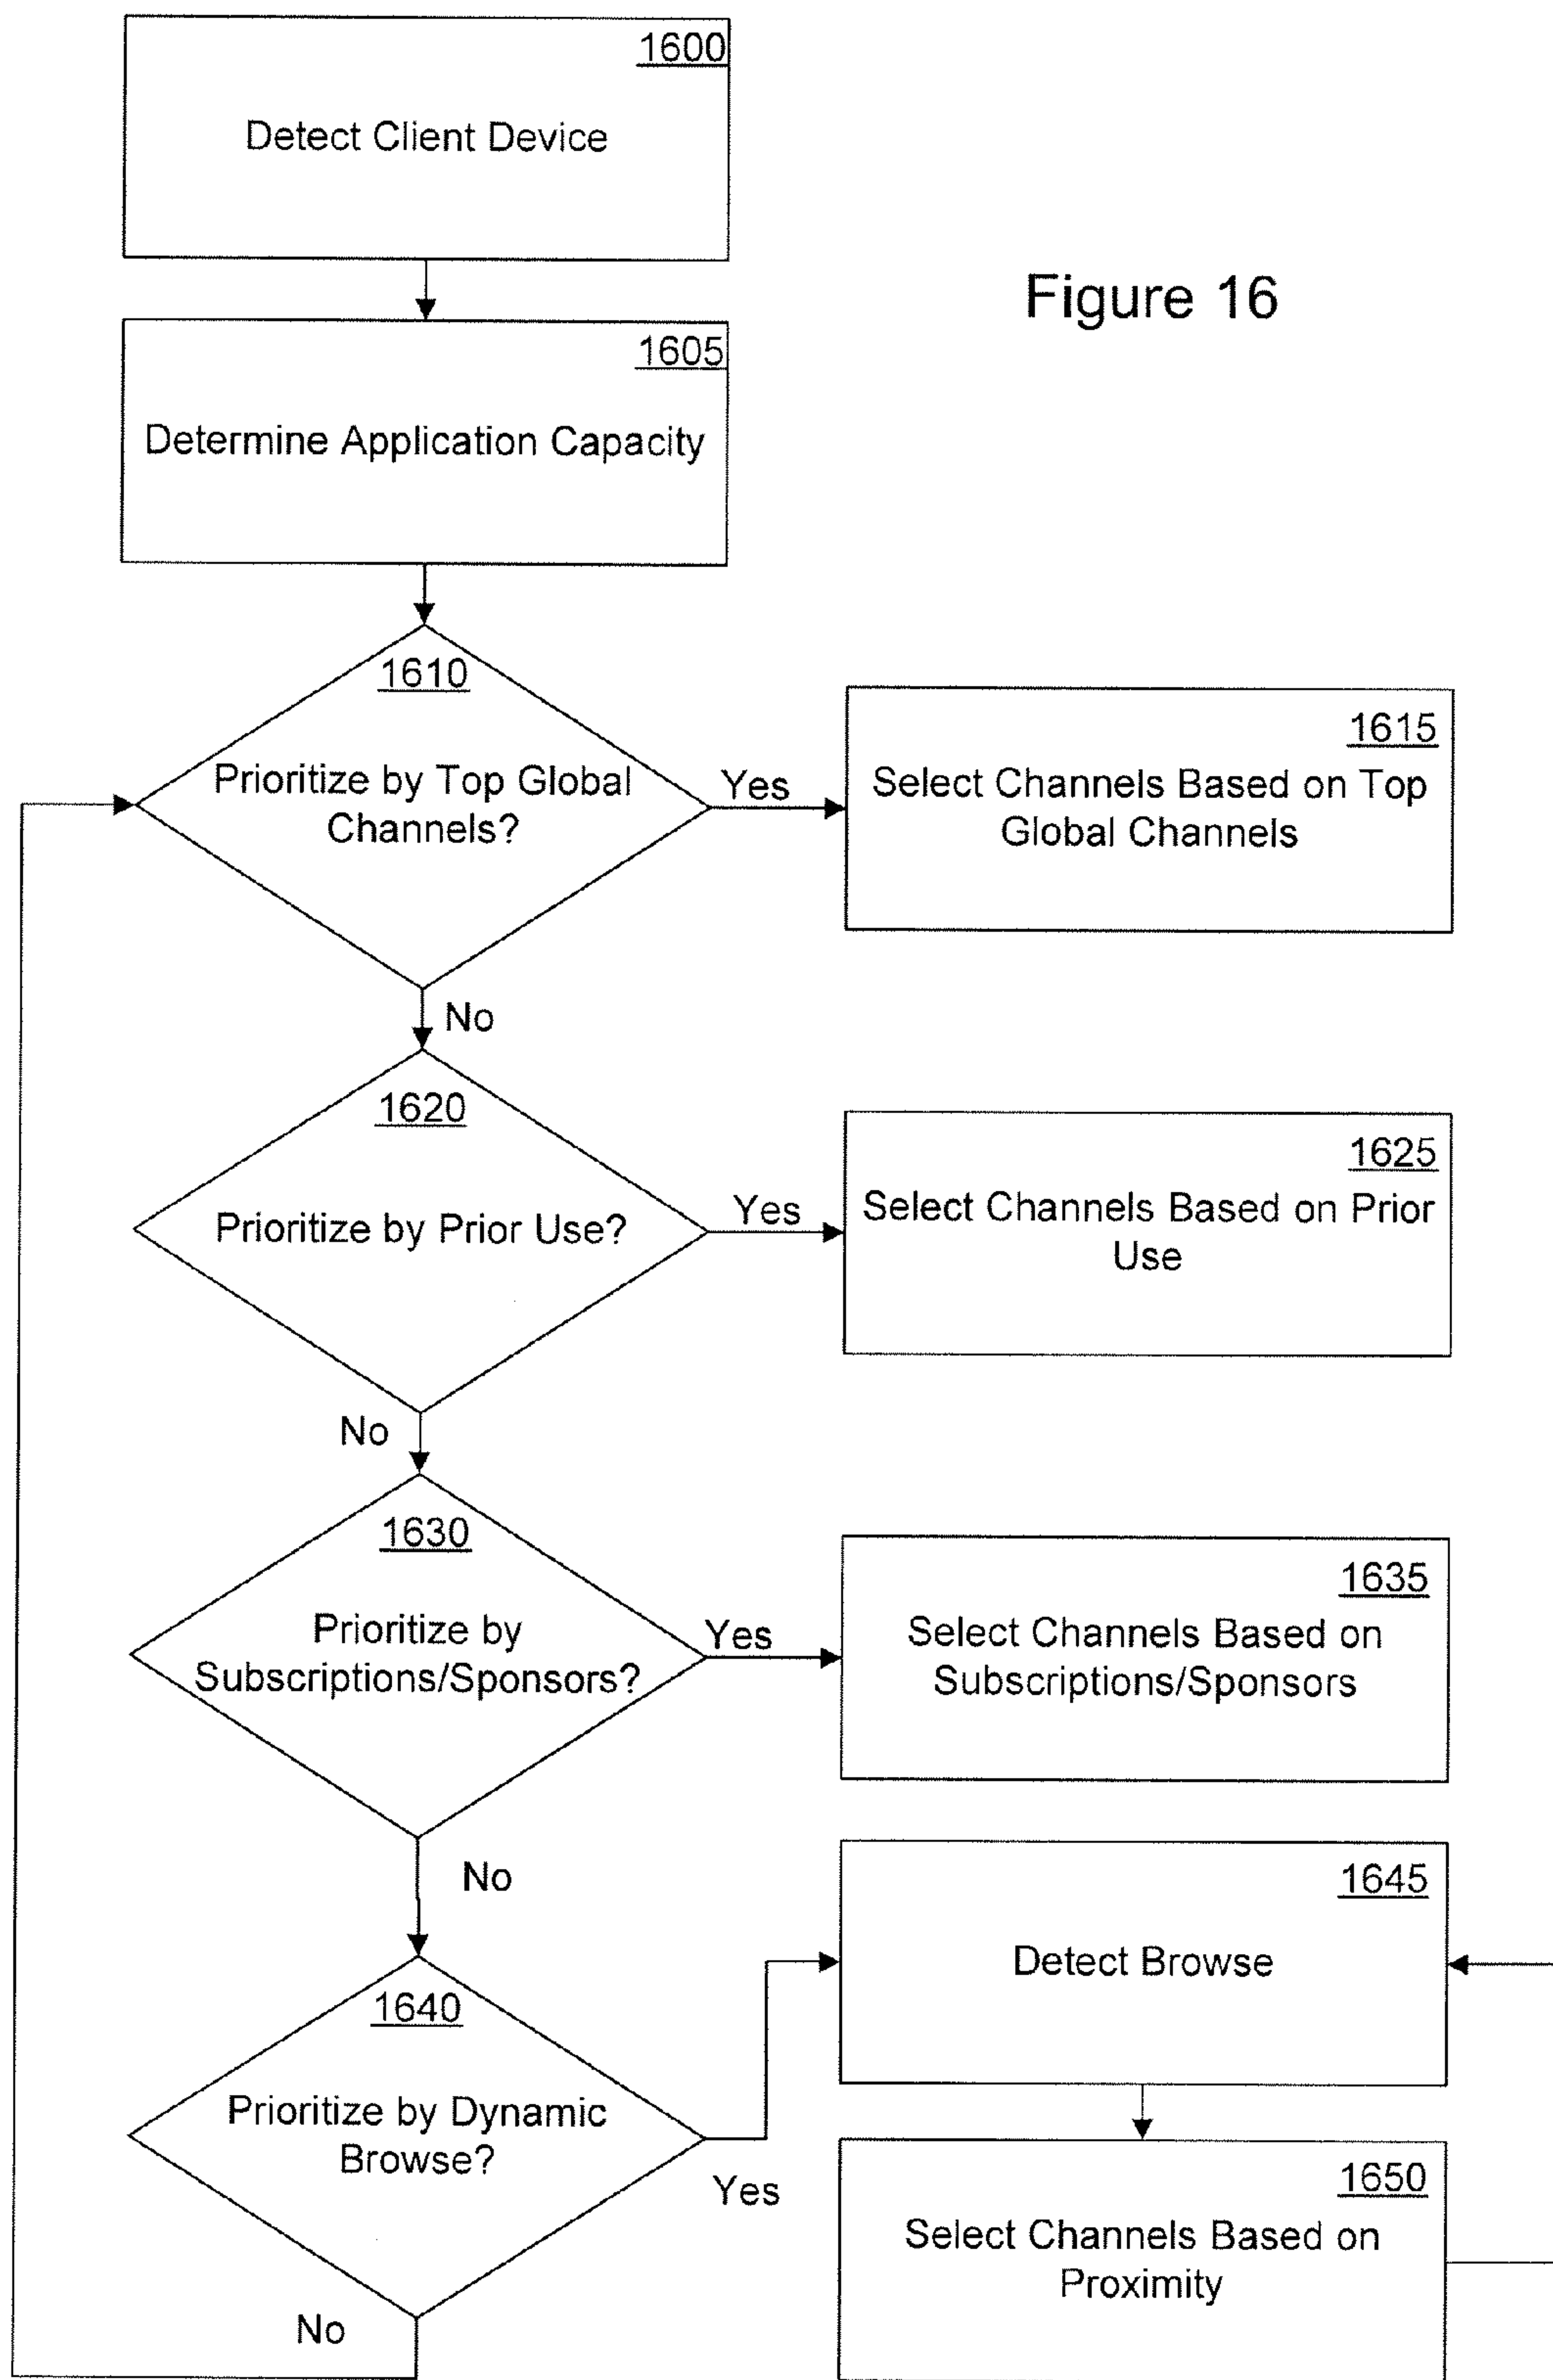 1600
Detect Client Device
Figure 16
1605
Determine Application Capacity
1610
Prioritize by Top Global
Channels?
Yes
1615
Select Channels Based on Top
Global Channels
No
1620
Prioritize by Prior Use?
Yes
1625
Select Channels Based on Prior
Use
No
1630
Prioritize by
Subscriptions/Sponsors?
Yes
1635
Select Channels Based on
Subscriptions/Sponsors
No
1640
Prioritize by Dynamic
Browse?
Yes
1645
Detect Browse
1650
Select Channels Based on
Proximity
No